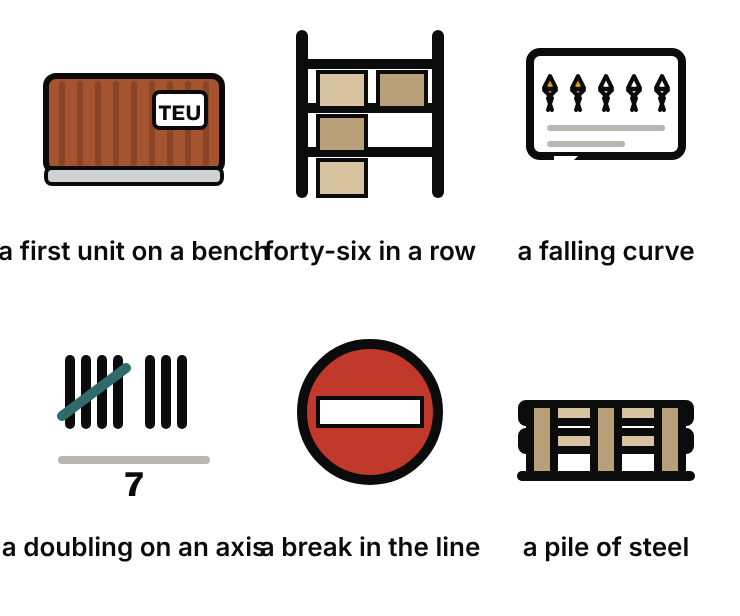 TEU
a first unit on a bench
forty-six in a row
a falling curve
7
a doubling on an axis
a break in the line
a pile of steel